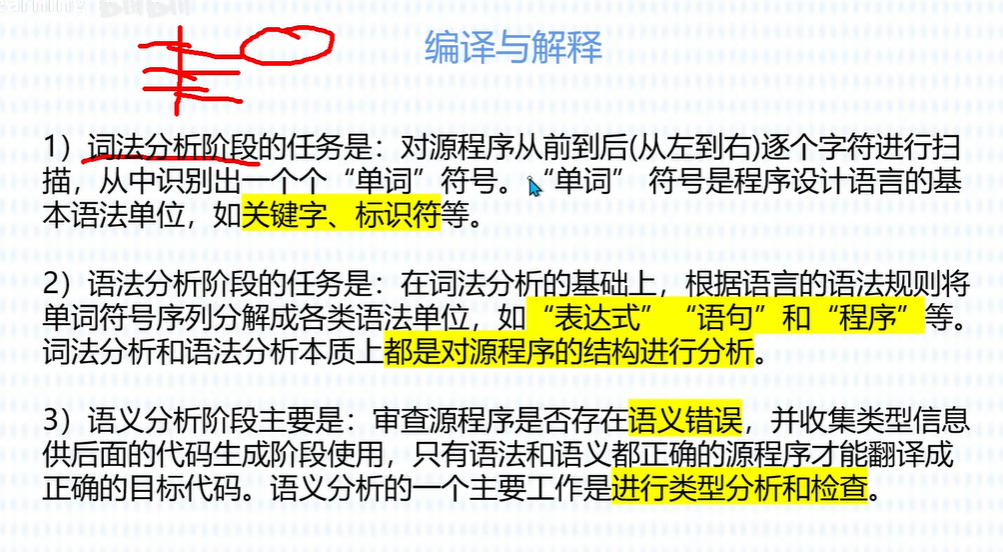 earning bilibili
编译与解释
1）词法分析阶段的任务是：对源程序从前到后(从左到右)逐个字符进行扫
描，从中识别出一个个“单词”符号。“单词” 符号是程序设计语言的基
本语法单位，如关键字、标识符等。
2）语法分析阶段的任务是：在词法分析的基础上，根据语言的语法规则将
单词符号序列分解成各类语法单位，如“表达式” “语句”和“程序”等。
词法分析和语法分析本质上都是对源程序的结构进行分析。
3）语义分析阶段主要是：审查源程序是否存在语义错误，并收集类型信息
供后面的代码生成阶段使用，只有语法和语义都正确的源程序才能翻译成
正确的目标代码。语义分析的一个主要工作是进行类型分析和检查。